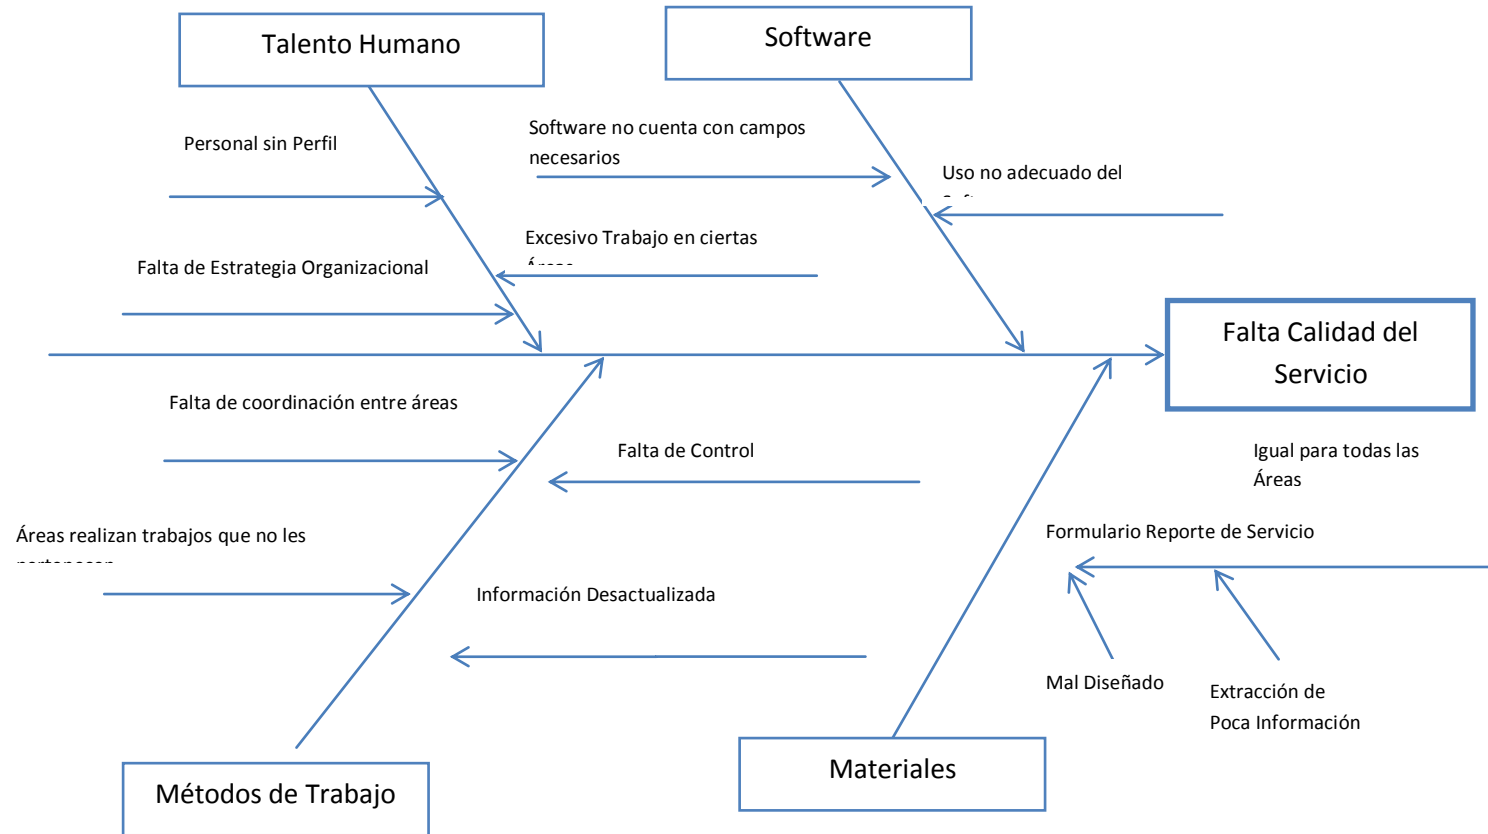 Talento Humano
Software
Personal sin Perfil
Software no cuenta con campos
necesarios
Uso no adecuado del
Excesivo Trabajo en ciertas
Falta de Estrategia Organizacional
Falta Calidad del
Servicio
Falta de coordinación entre áreas
Falta de Control
Igual para todas las
Áreas
Áreas realizan trabajos que no les
Formulario Reporte de Servicio
Información Desactualizada
Mal Diseñado
Extracción de
Poca Información
Materiales
Métodos de Trabajo